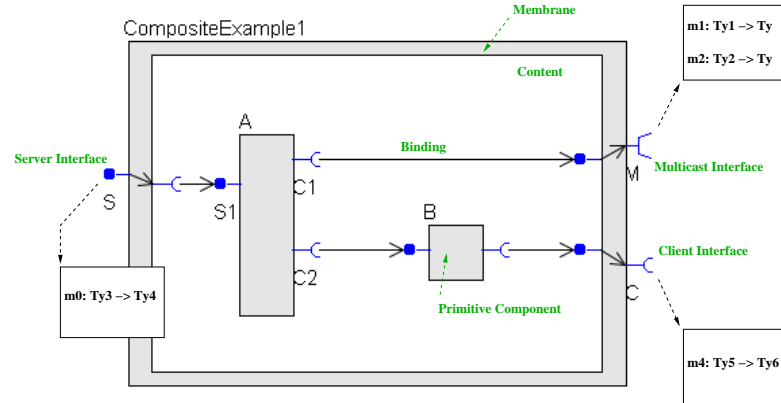 CompositeExample1
Membrane
m1: Ty1 -> Ty
m2: Ty2 -> Ty
Content
A
Server Interface
Binding
Multicast Interface
S
S1
C1
M
B
Client Interface
m0: Ty3 -> Ty4
C2
Primitive Component
C
m4: Ty5 -> Ty6